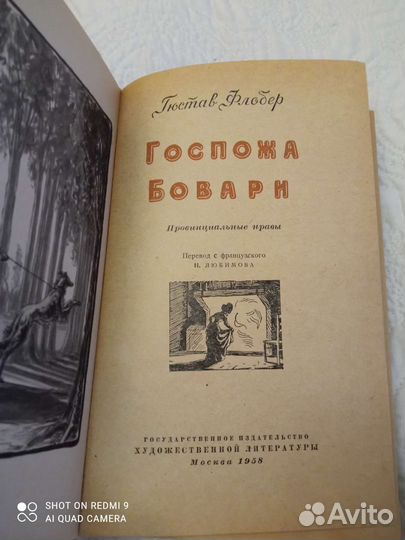 Гюстав Флобер
ГОСПОЖА
БОВАРИ
Провинциальные нравы
Перевод с французского
Н. ЛЮБИМОВА
ГОСУДАРСТВЕННОЕ ИЗДАТЕЛЬСТВО
ХУДОЖЕСТВЕННОЙ ЛИТЕРАТУРЫ
Москва 1958
SHOT ON REDMI 9
AI QUAD CAMERA
Avito